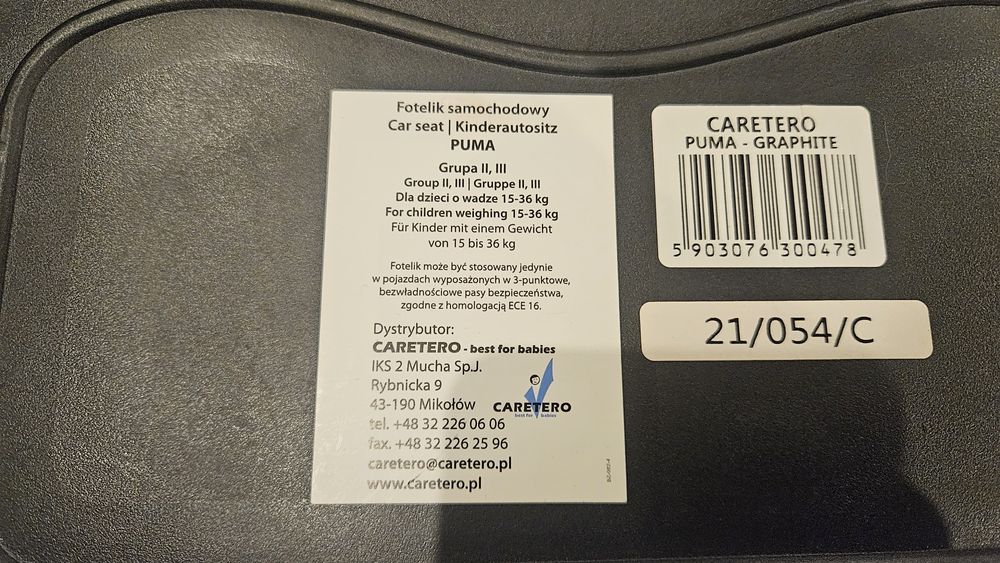 Fotelik samochodowy
Car seat | Kinderautositz
PUMA
Grupa II, III
Group II, III | Gruppe II, III
Dla dzieci o wadze 15-36 kg
For children weighing 15-36 kg
Für Kinder mit einem Gewicht
von 15 bis 36 kg
Fotelik może być stosowany jedynie
w pojazdach wyposażonych w 3-punktowe,
bezwładnościowe pasy bezpieczeństwa,
zgodne z homologacją ECE 16.
Dystrybutor:
CARETERO - best for babies
IKS 2 Mucha Sp.J.
Rybnicka 9
43-190 Mikołów
tel. +48 32 226 06 06
fax. +48 32 226 25 96
caretero@caretero.pl
www.caretero.pl
CARETERO
best for babies
CARETERO
PUMA - GRAPHITE
5 903076 300478
21/054/C